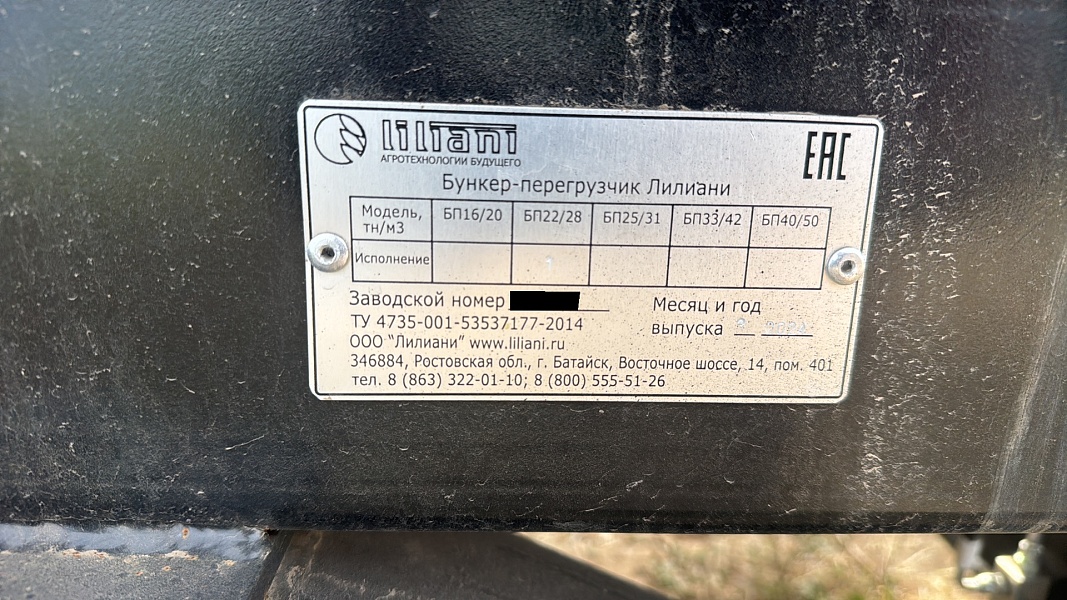 liliani
АГРОТЕХНОЛОГИИ БУДУЩЕГО
EAC
Бункер-перегрузчик Лилиани
Модель, тн/м3 БП16/20 БП22/28 БП25/31 БП33/42 БП40/50
Исполнение
Заводской номер
Месяц и год
выпуска
ТУ 4735-001-53537177-2014
ООО "Лилиани" www.liliani.ru
346884, Ростовская обл., г. Батайск, Восточное шоссе, 14, пом. 401
тел. 8 (863) 322-01-10; 8 (800) 555-51-26